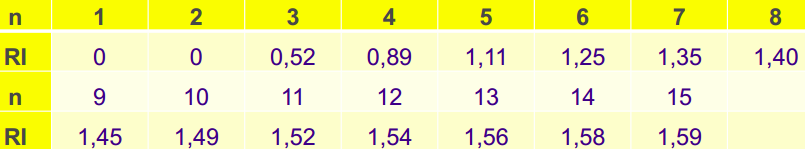 n 1 2 3 4 5 6 7 8
RI 0 0 0,52 0,89 1,11 1,25 1,35 1,40
n 9 10 11 12 13 14 15
RI 1,45 1,49 1,52 1,54 1,56 1,58 1,59